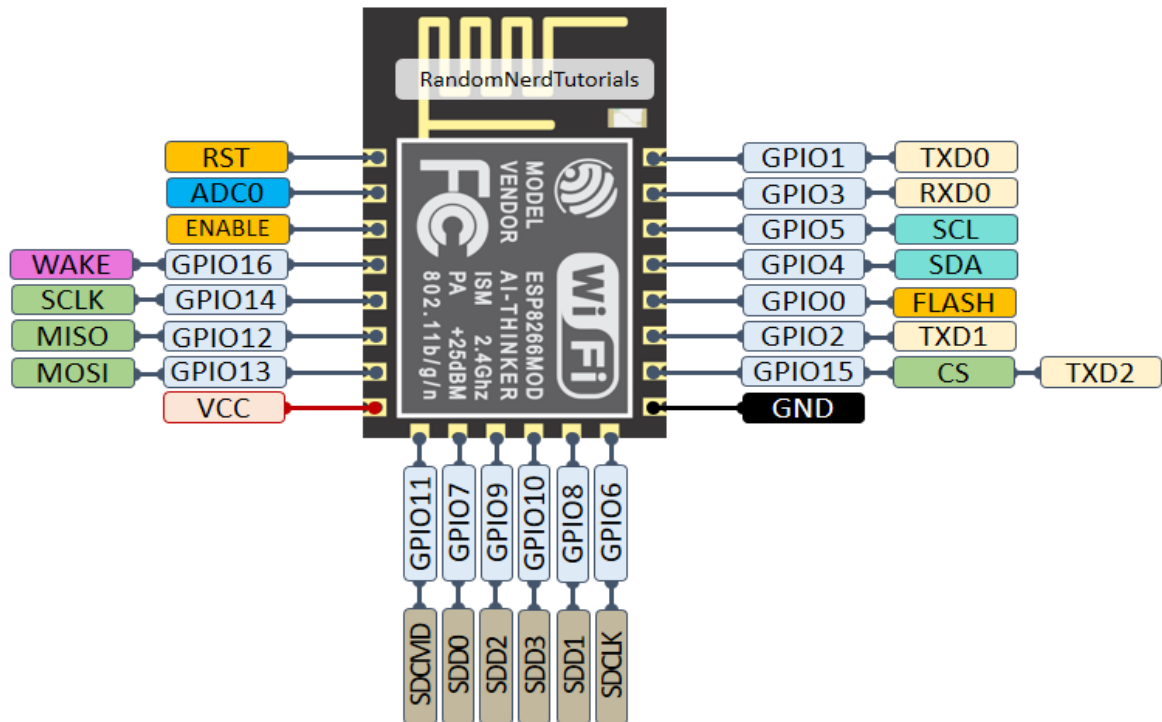 RandomNerdTutorials
RST
ADC0
ENABLE
WAKE GPIO16
SCLK GPIO14
MISO GPIO12
MOSI GPIO13
VCC
FC
MODEL
VENDOR
WiFi
ESP8266MOD
AI-THINKER
ISM 2.4Ghz
PA +25dBM
802.11b/g/n
GPIO1 TXD0
GPIO3 RXD0
GPIO5 SCL
GPIO4 SDA
GPIO0 FLASH
GPIO2 TXD1
GPIO15 CS TXD2
GND
GPIO11 SDCMD
GPIO7 SDD0
GPIO9 SDD2
GPIO10 SDD3
GPIO8 SDD1
GPIO6 SDCLK